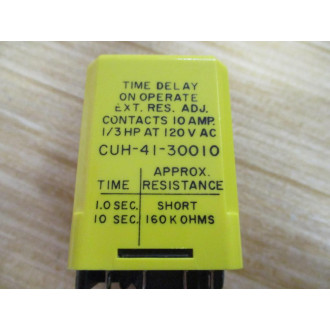 TIME DELAY
ON OPERATE
EXT. RES. ADJ.
CONTACTS 10 AMP.
1/3 HP AT 120 V AC
CUH-41-30010
TIME APPROX. RESISTANCE
1.0 SEC. SHORT
10 SEC. 160 K OHMS